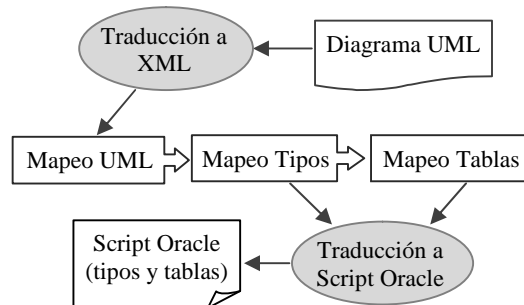 Traducción a
XML
Diagrama UML
Mapeo UML
Mapeo Tipos
Mapeo Tablas
Script Oracle
(tipos y tablas)
Traducción a
Script Oracle